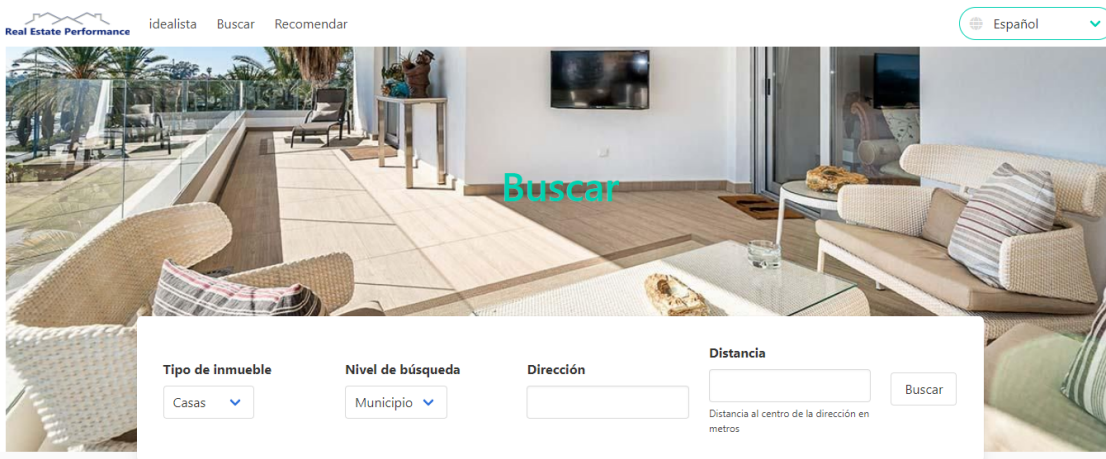 Real Estate Performance
idealista Buscar Recomendar
Español
Buscar
Tipo de inmueble
Casas
Nivel de búsqueda
Municipio
Dirección
Distancia
Distancia al centro de la dirección en
metros
Buscar